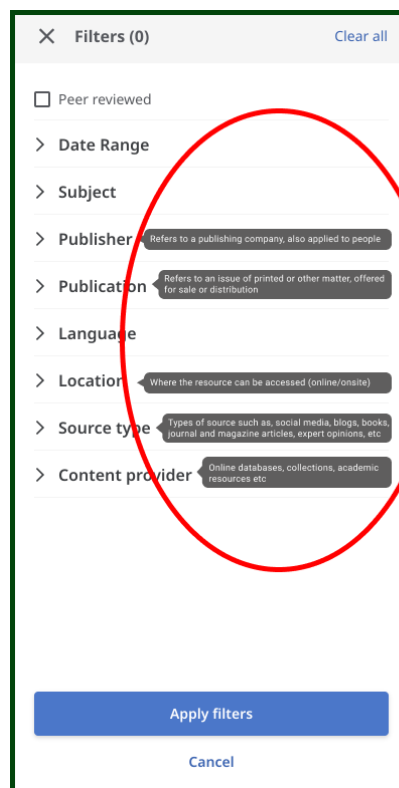 Filters (0) Clear all
Peer reviewed
Date Range
Subject
Publisher Refers to a publishing company, also applied to people
Publication Refers to an issue of printed or other matter, offered
for sale or distribution
Language
Location Where the resource can be accessed (online/onsite)
Source type Types of source such as, social media, blogs, books,
journal and magazine articles, expert opinions, etc
Content provider Online databases, collections, academic
resources etc
Apply filters
Cancel